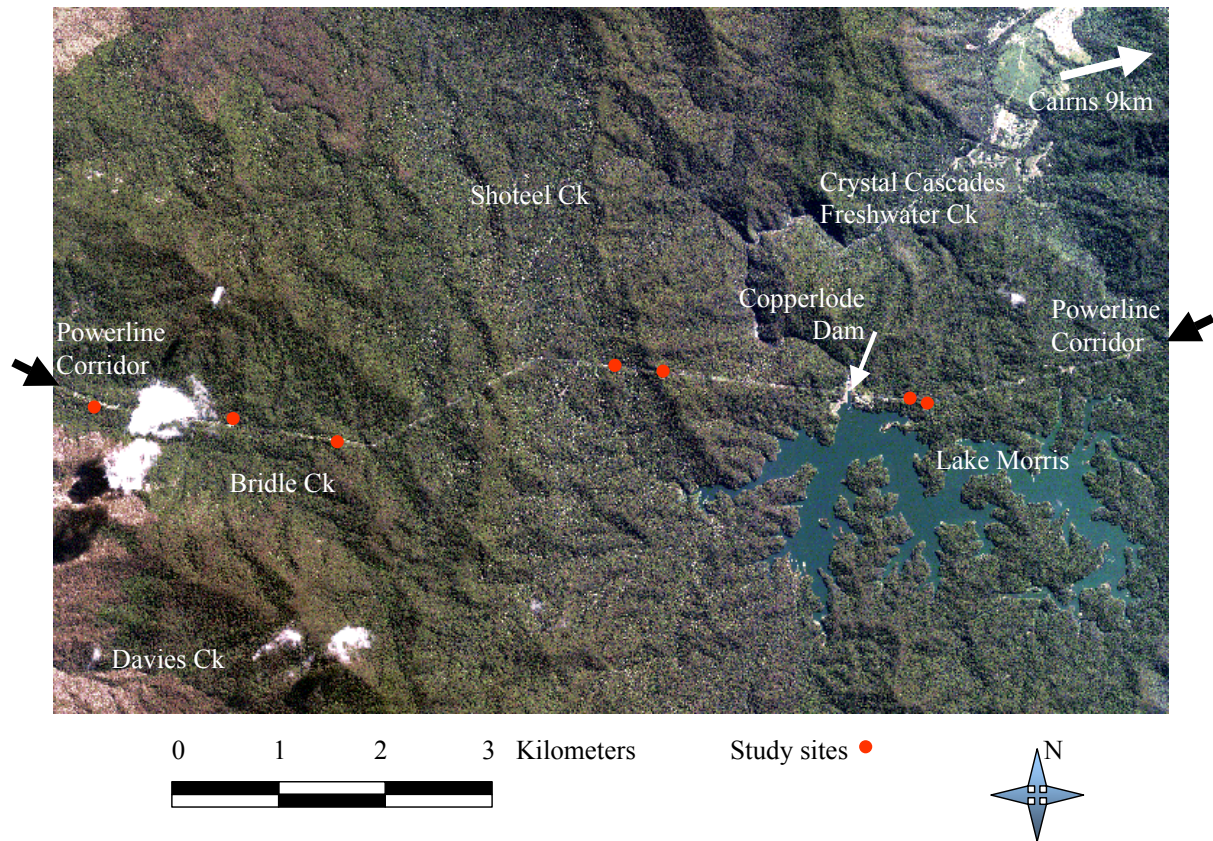 Cairns 9km
Shoteel Ck
Crystal Cascades
Freshwater Ck
Copperlode
Dam
Powerline
Corridor
Powerline
Corridor
Lake Morris
Bridle Ck
Davies Ck
0 1 2 3 Kilometers Study sites N